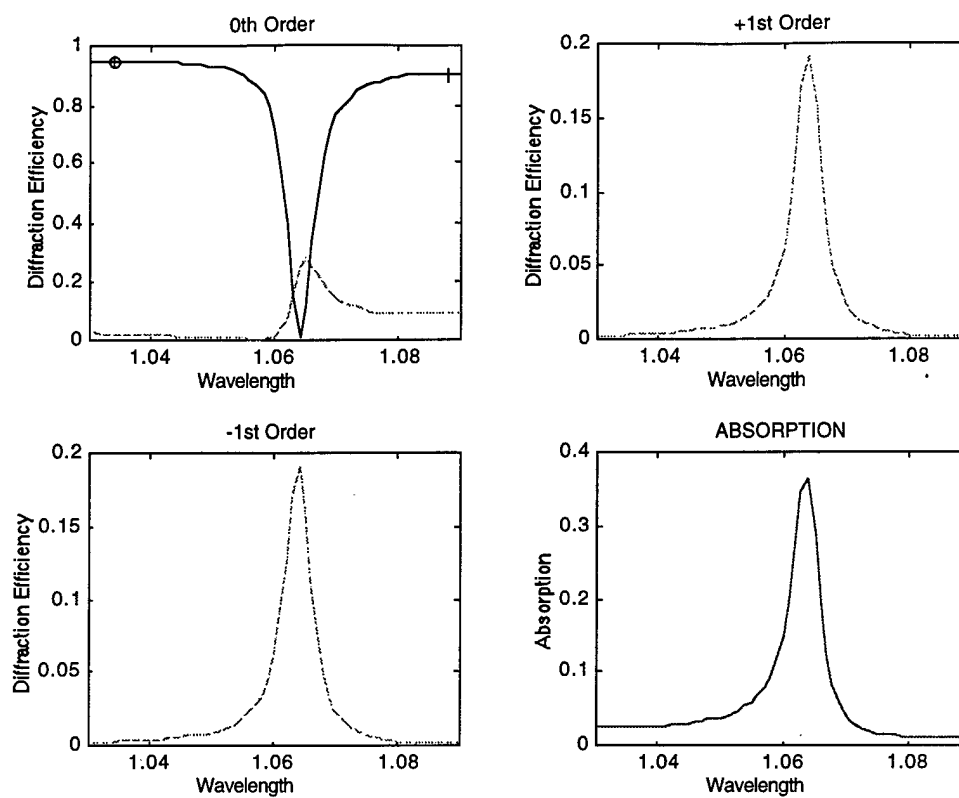 0th Order
1
0.8
0.6
0.4
0.2
0
Diffraction Efficiency
1.04
1.06
1.08
Wavelength
+1st Order
0.2
0.15
0.1
0.05
0
Diffraction Efficiency
1.04
1.06
1.08
Wavelength
-1st Order
0.2
0.15
0.1
0.05
0
Diffraction Efficiency
1.04
1.06
1.08
Wavelength
ABSORPTION
0.4
0.3
0.2
0.1
0
Absorption
1.04
1.06
1.08
Wavelength